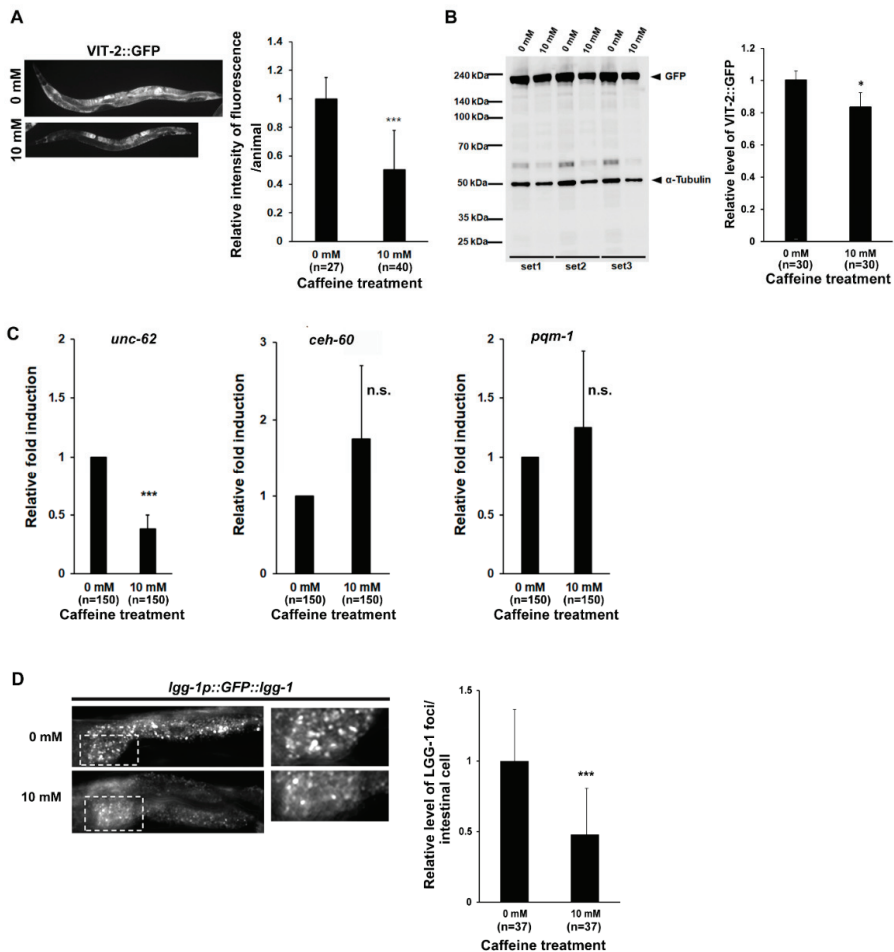 A
VIT-2::GFP
0 mM
10 mM
Relative intensity of fluorescence
/animal
1.4
1.2
1
0.8
0.6
0.4
0.2
0
***
0 mM
(n=27)
10 mM
(n=40)
Caffeine treatment
B
0 mM
10 mM
0 mM
10 mM
0 mM
10 mM
240 kDa
140 kDa
100 kDa
70 kDa
50 kDa
35 kDa
25 kDa
GFP
α-Tubulin
set1
set2
set3
Relative level of VIT-2::GFP
1.2
1
0.8
0.6
0.4
0.2
0
*
0 mM
(n=30)
10 mM
(n=30)
Caffeine treatment
C
unc-62
Relative fold induction
2
1.5
1
0.5
0
***
0 mM
(n=150)
10 mM
(n=150)
Caffeine treatment
ceh-60
Relative fold induction
3
2
1
0
n.s.
0 mM
(n=150)
10 mM
(n=150)
Caffeine treatment
pqm-1
Relative fold induction
2
1.5
1
0.5
0
n.s.
0 mM
(n=150)
10 mM
(n=150)
Caffeine treatment
D
lgg-1p::GFP::lgg-1
0 mM
10 mM
Relative level of LGG-1 foci/
intestinal cell
1.5
1
0.5
0
***
0 mM
(n=37)
10 mM
(n=37)
Caffeine treatment